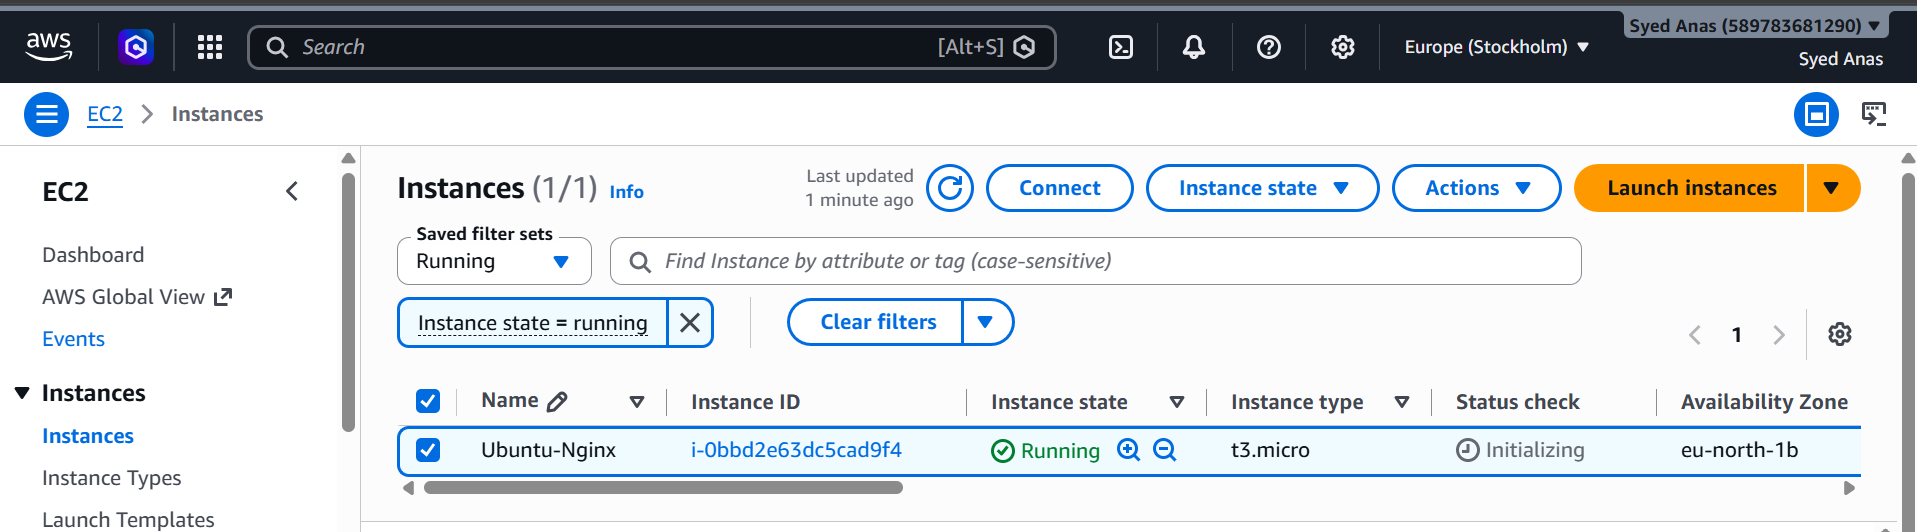 aws
Search [Alt+S]
Europe (Stockholm)
Syed Anas (589783681290)
Syed Anas
EC2
Instances
EC2
Dashboard
AWS Global View
Events
Instances
Instances
Instance Types
Launch Templates
Instances (1/1) Info
Last updated
1 minute ago
Connect
Instance state
Actions
Launch instances
Saved filter sets
Running
Find Instance by attribute or tag (case-sensitive)
Instance state = running
Clear filters
1
Name Instance ID Instance state Instance type Status check Availability Zone
Ubuntu-Nginx i-0bbd2e63dc5cad9f4 Running t3.micro Initializing eu-north-1b